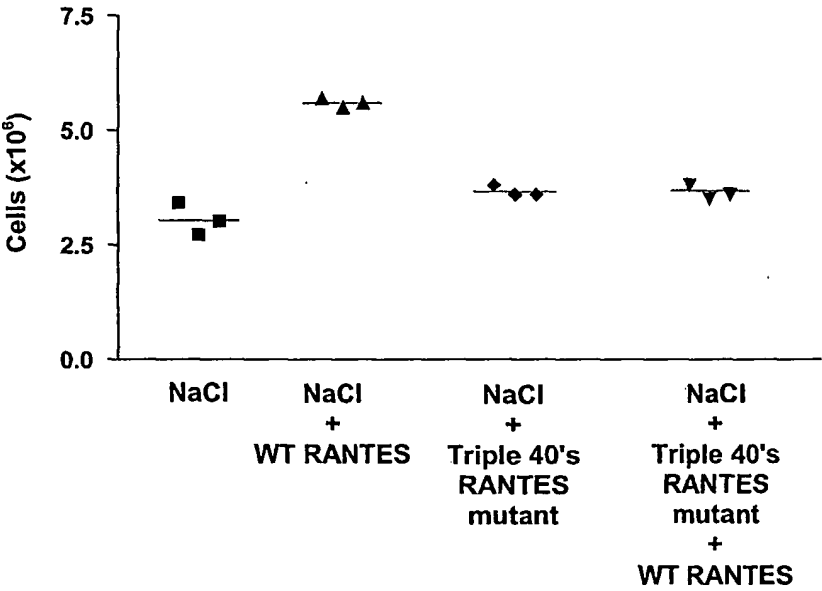 7.5
5.0
2.5
0.0
Cells (x10⁶)
NaCl
NaCl
+
WT RANTES
NaCl
+
Triple 40's
RANTES
mutant
NaCl
+
Triple 40's
RANTES
mutant
+
WT RANTES